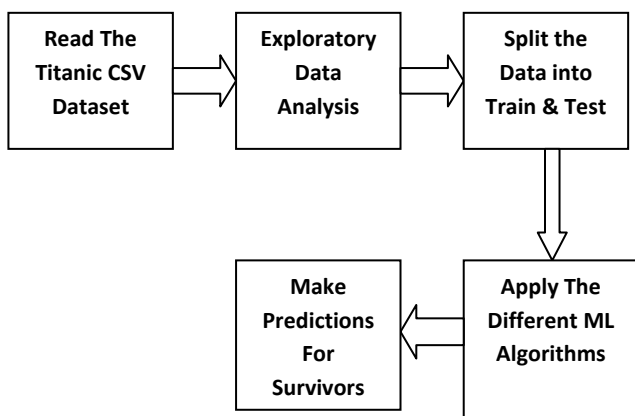 Read The
Titanic CSV
Dataset
Exploratory
Data
Analysis
Split the
Data into
Train & Test
Apply The
Different ML
Algorithms
Make
Predictions
For
Survivors